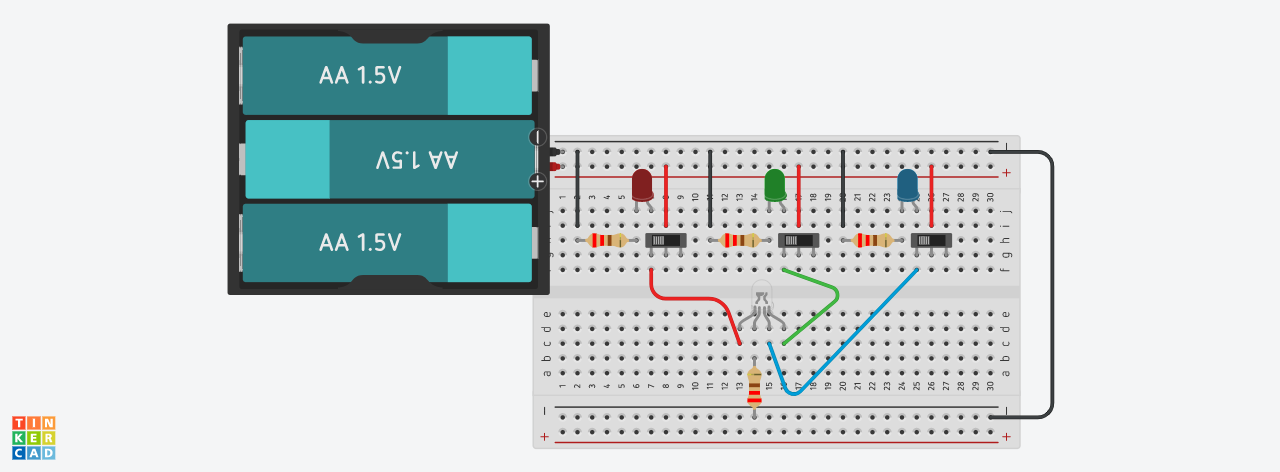 AA 1.5V
AA 1.5V
AA 1.5V
− +
−
+
1 2 3 4 5 6 7 8 9 10 11 12 13 14 15 16 17 18 19 20 21 22 23 24 25 26 27 28 29 30
j j
i
h
g
f
e e
d d
c c
b b
a a
1 2 3 4 5 6 7 8 9 10 11 12 13 15 17 18 19 20 21 22 23 24 25 26 27 28 29 30
− −
+ +
TIN
KER
CAD